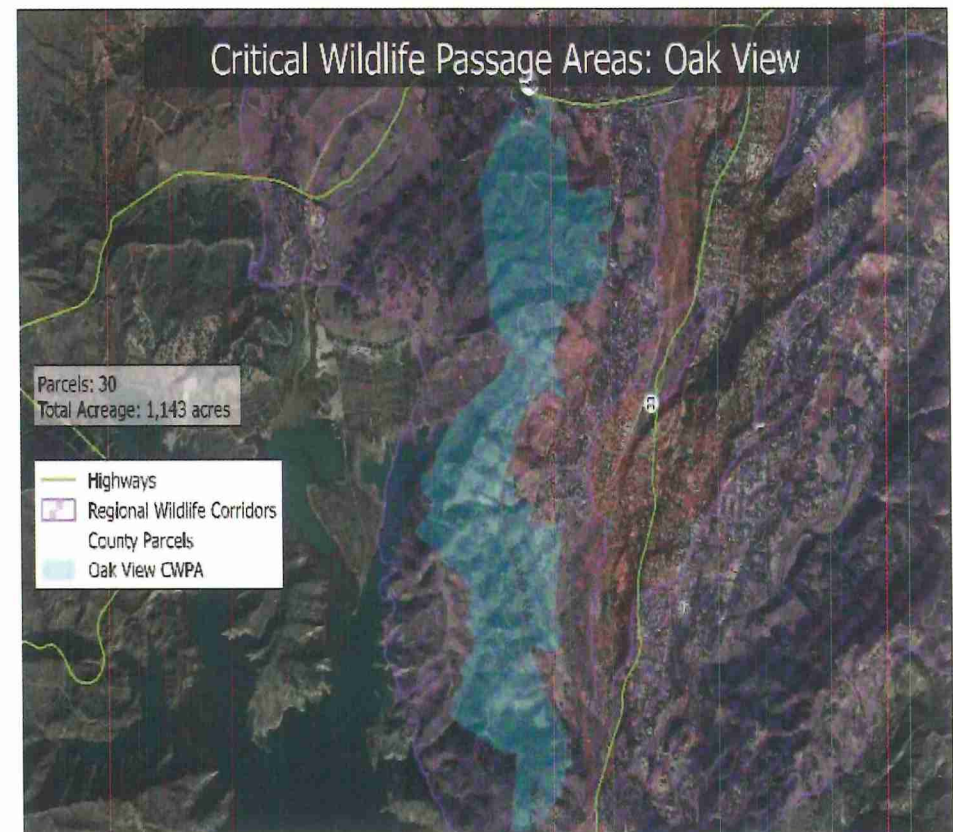 Critical Wildlife Passage Areas: Oak View
33
Parcels: 30
Total Acreage: 1,143 acres
Highways
Regional Wildlife Corridors
County Parcels
Oak View CWPA